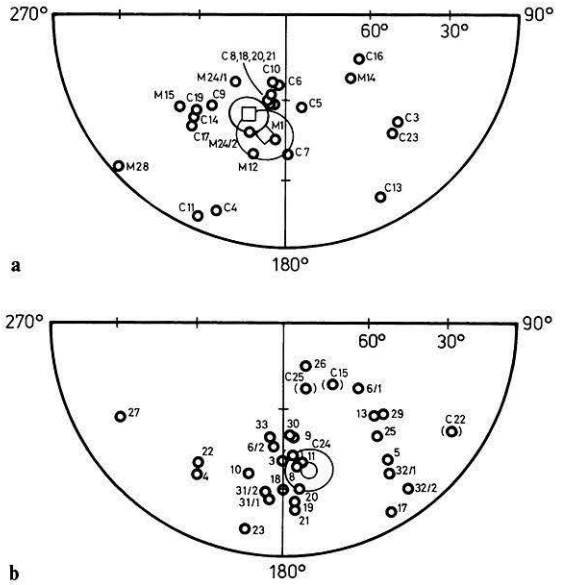 270° 60° 90°
C 8,18,20,21 C16
M24/1 C10 C6 M14
M15 C19 C9 C5
C14 M1 C3
C17 M24/2 C23
M28 M12 C7
C13
C11 C4
a
180°
270° 60° 30° 90°
26
C25 C15
( ) ( ) 6/1
27 33 30 13 29 C22
9 ( )
6/2 C24 25
22 3 11 5
4 10 8 32/1
18
31/2 20 32/2
31/1 19
23 21 17
b
180°